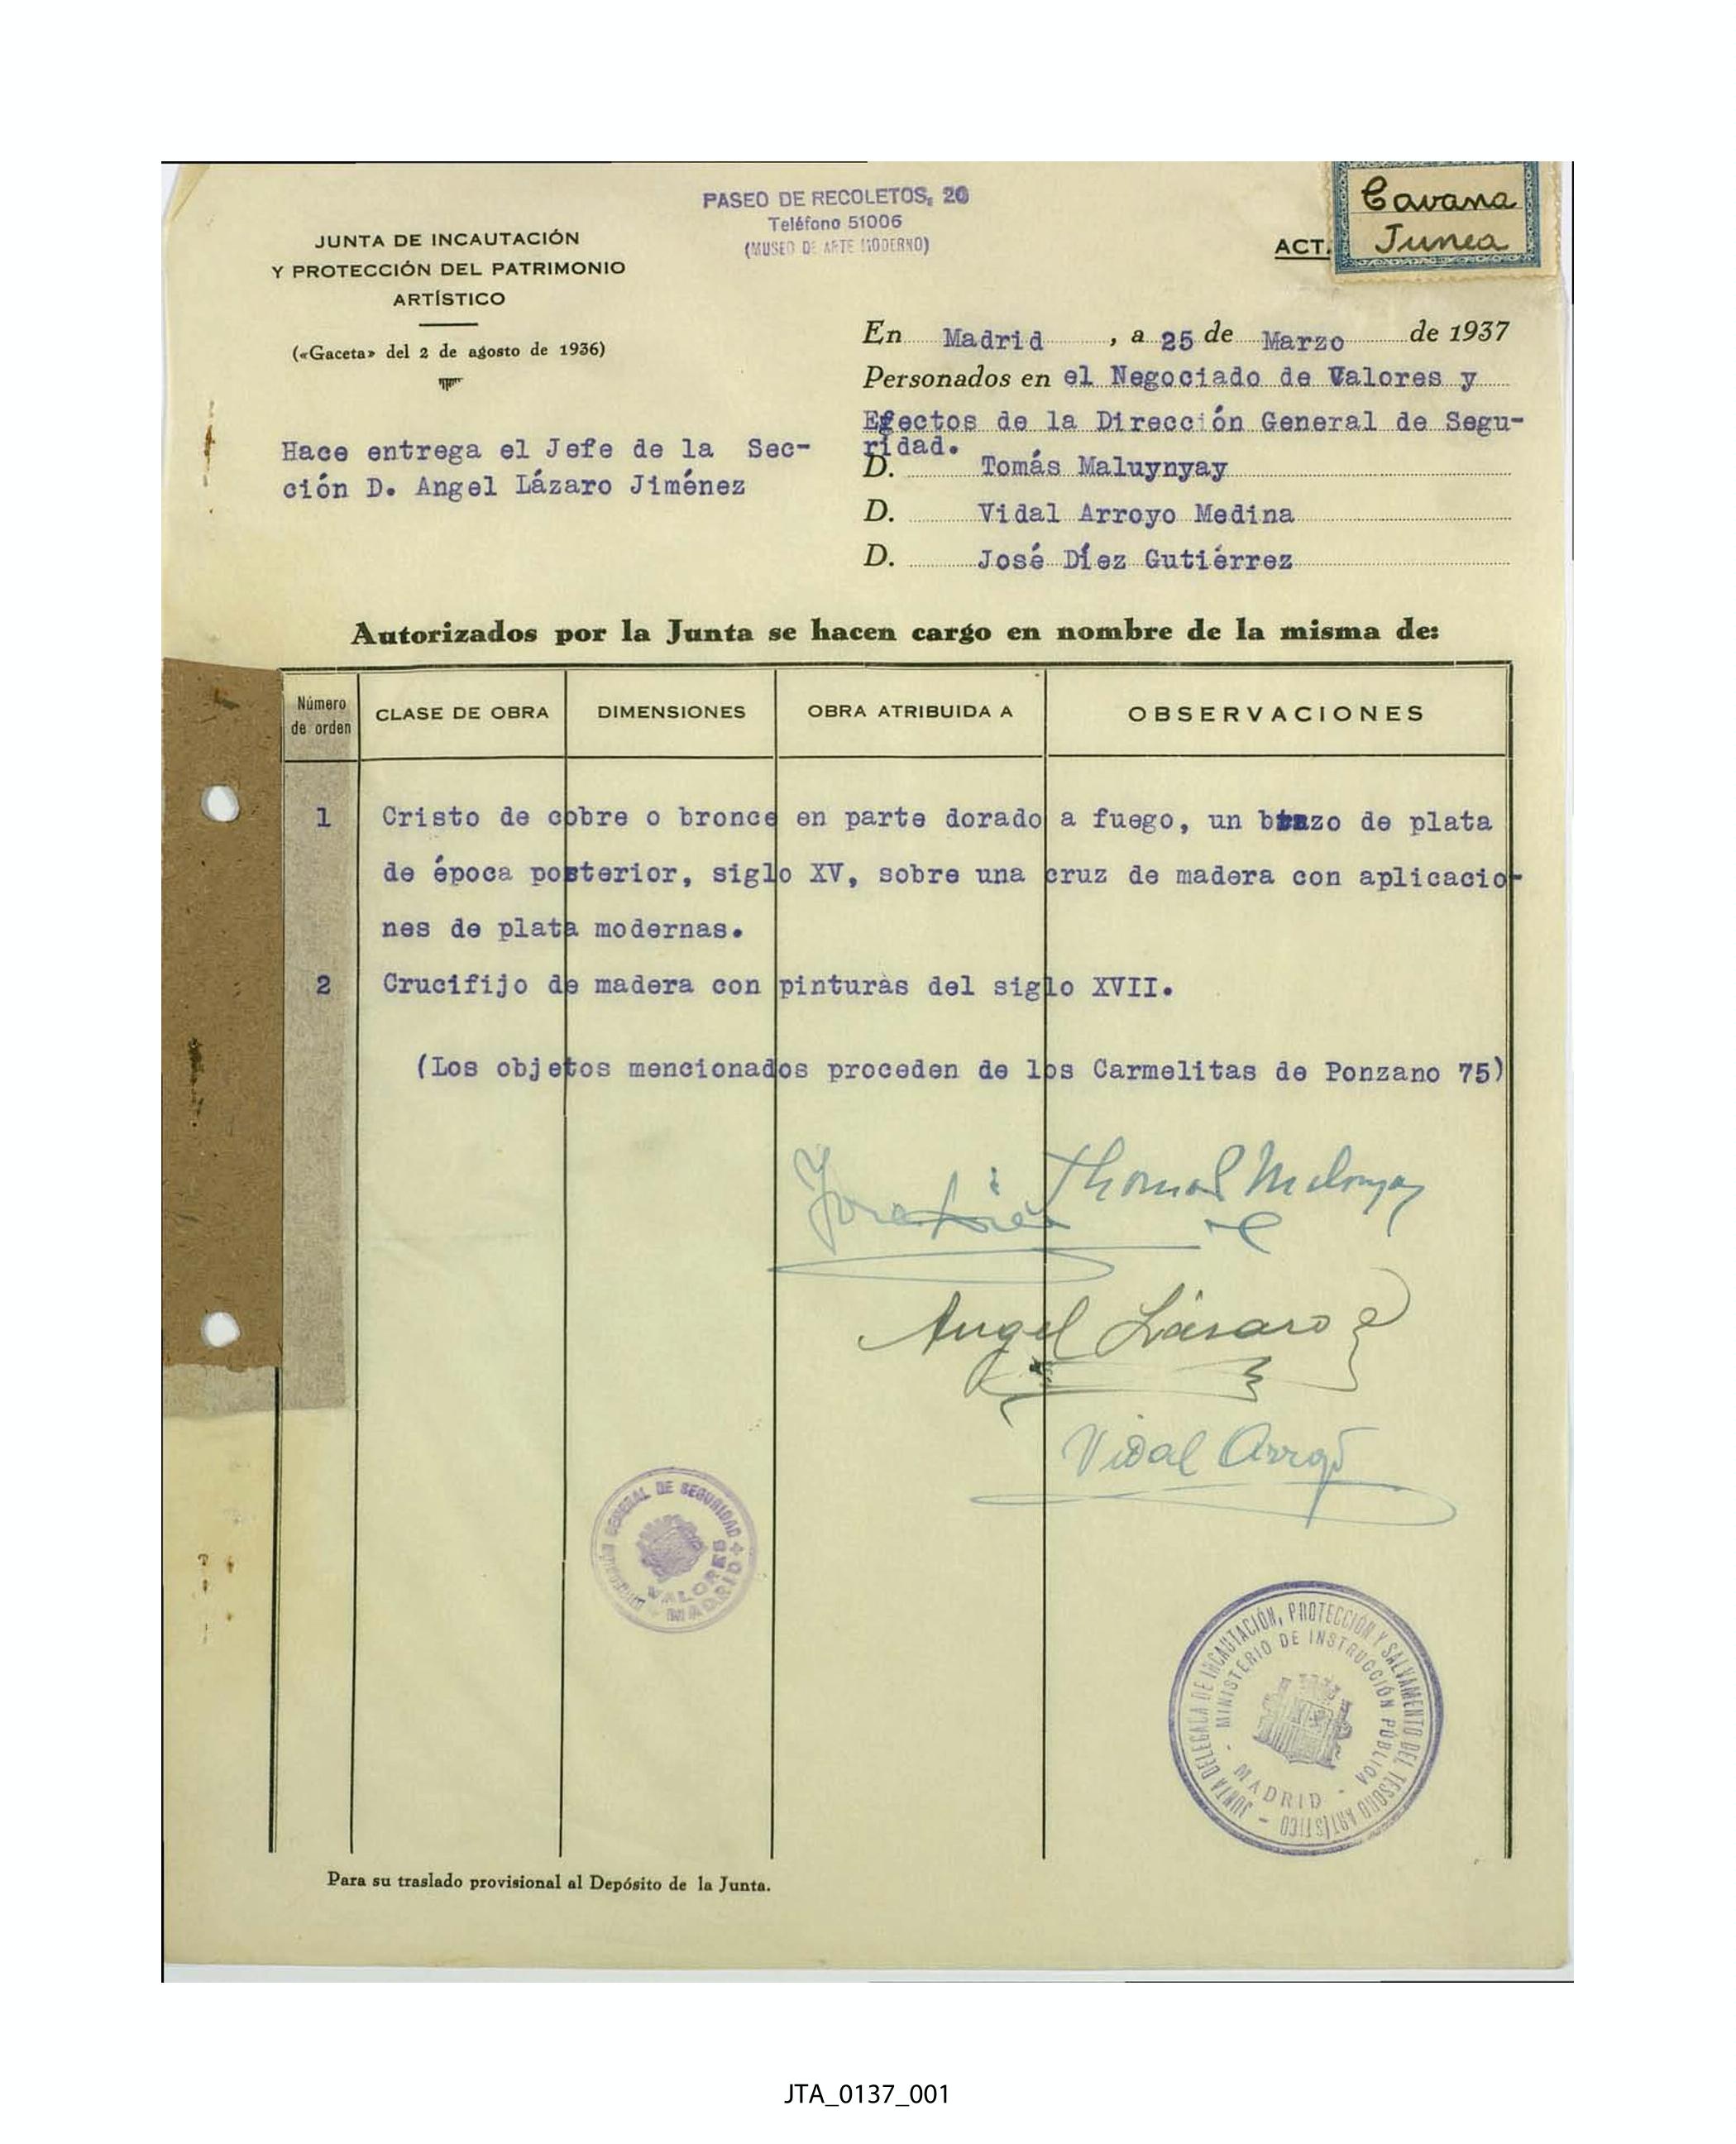 PASEO DE RECOLETOS, 20
Teléfono 51006
(MUSEO DE ARTE MODERNO)
JUNTA DE INCAUTACIÓN
Y PROTECCIÓN DEL PATRIMONIO
ARTÍSTICO
(«Gaceta» del 2 de agosto de 1936)
ACT.
Cavana
Junea
En Madrid, a 25 de Marzo de 1937
Personados en el Negociado de Valores y
Efectos de la Dirección General de Segu-
ridad.
Hace entrega el Jefe de la Sec-
ción D. Angel Lázaro Jiménez
D. Tomás Maluynyay
D. Vidal Arroyo Medina
D. José Díez Gutiérrez
Autorizados por la Junta se hacen cargo en nombre de la misma de:
Número de orden CLASE DE OBRA DIMENSIONES OBRA ATRIBUIDA A OBSERVACIONES
1 Cristo de cobre o bronce en parte dorado a fuego, un brazo de plata
de época posterior, siglo XV, sobre una cruz de madera con aplicacio-
nes de plata modernas.
2 Crucifijo de madera con pinturas del siglo XVII.
(Los objetos mencionados proceden de los Carmelitas de Ponzano 75)
Thomas Malonyay
José Díez
Angel Lázaro
Vidal Arroyo
DIRECCIÓN GENERAL DE SEGURIDAD
VALORES
MADRID
JUNTA DELEGADA DE INCAUTACIÓN, PROTECCIÓN Y SALVAMENTO DEL TESORO ARTÍSTICO
MINISTERIO DE INSTRUCCIÓN PÚBLICA
MADRID
Para su traslado provisional al Depósito de la Junta.
JTA_0137_001